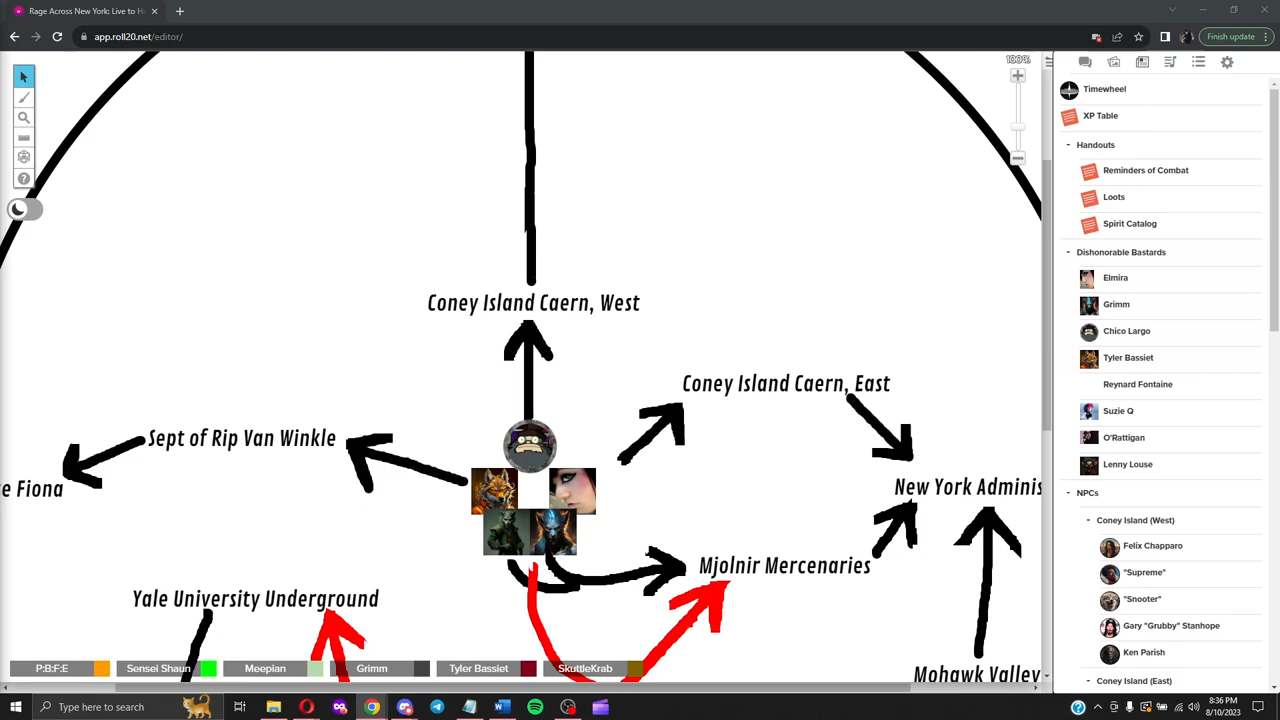 Rage Across New York Live to H
app.roll20.net/editor/
Finish update
100%
Coney Island Caern, West
Coney Island Caern, East
Sept of Rip Van Winkle
e Fiona
New York Adminis
Mjolnir Mercenaries
Yale University Underground
Mohawk Valley
P:B:F:E
Sensei Shaun
Meepian
Grimm
Tyler Bassiet
SkuttleKrab
Timewheel
XP Table
Handouts
Reminders of Combat
Loots
Spirit Catalog
Dishonorable Bastards
Elmira
Grimm
Chico Largo
Tyler Bassiet
Reynard Fontaine
Suzie Q
O'Rattigan
Lenny Louse
NPCs
Coney Island (West)
Felix Chapparo
"Supreme"
"Snooter"
Gary "Grubby" Stanhope
Ken Parish
Coney Island (East)
Type here to search
8:36 PM
8/10/2023